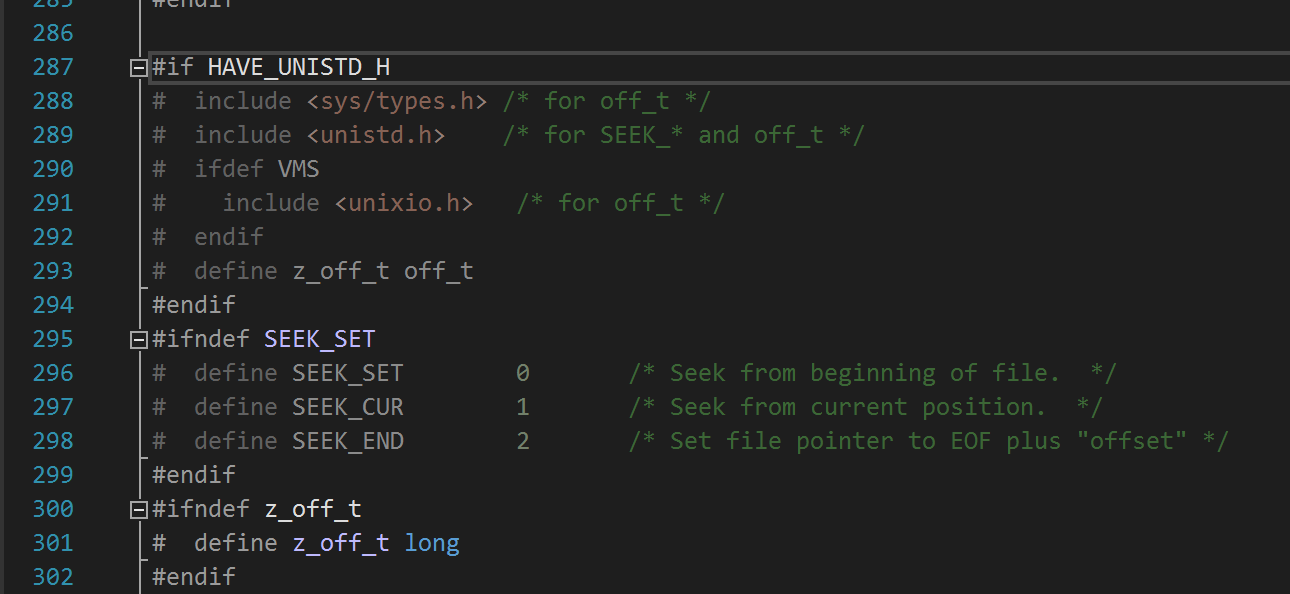 285 #endif
286
287 #if HAVE_UNISTD_H
288 #  include <sys/types.h> /* for off_t */
289 #  include <unistd.h>    /* for SEEK_* and off_t */
290 #  ifdef VMS
291 #    include <unixio.h>   /* for off_t */
292 #  endif
293 #  define z_off_t off_t
294 #endif
295 #ifndef SEEK_SET
296 #  define SEEK_SET        0       /* Seek from beginning of file.  */
297 #  define SEEK_CUR        1       /* Seek from current position.  */
298 #  define SEEK_END        2       /* Set file pointer to EOF plus "offset" */
299 #endif
300 #ifndef z_off_t
301 #  define z_off_t long
302 #endif